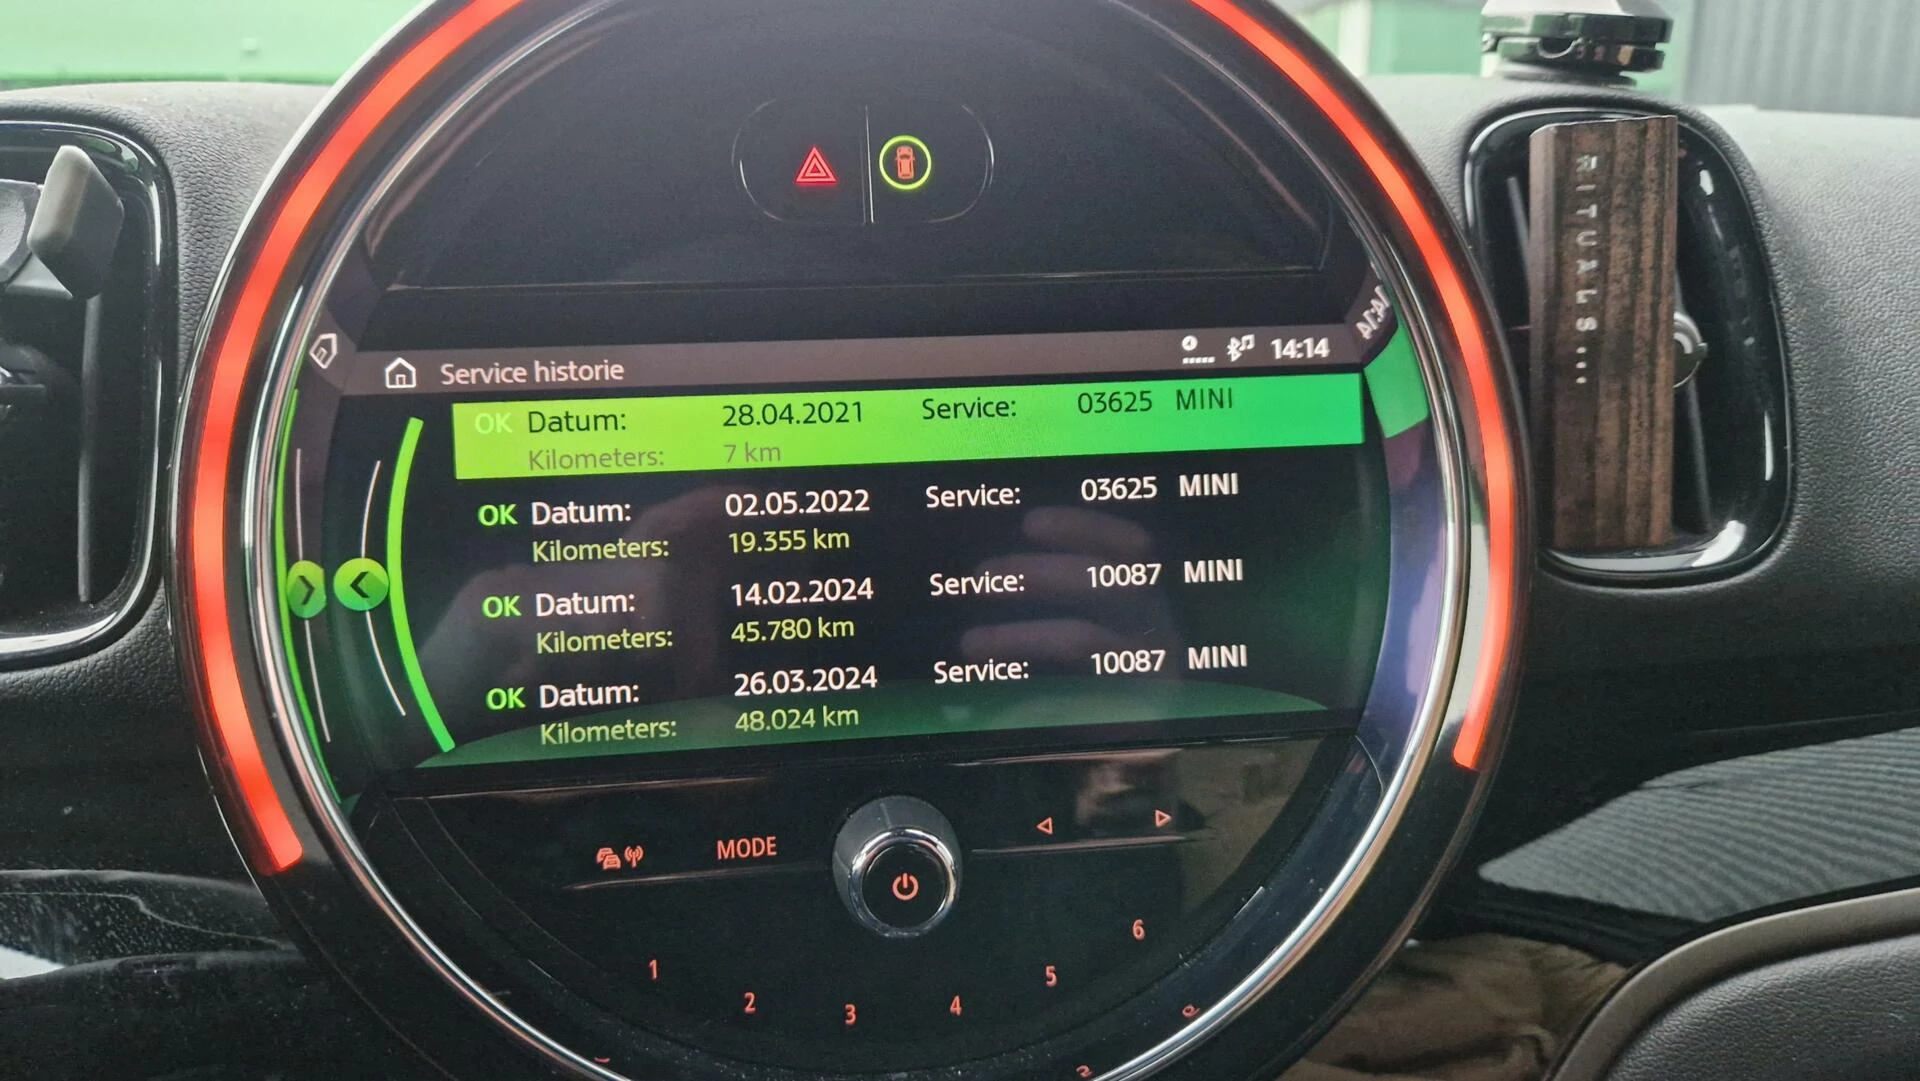 Service historie 14:14
OK Datum: 28.04.2021 Service: 03625 MINI
Kilometers: 7 km
OK Datum: 02.05.2022 Service: 03625 MINI
Kilometers: 19.355 km
OK Datum: 14.02.2024 Service: 10087 MINI
Kilometers: 45.780 km
OK Datum: 26.03.2024 Service: 10087 MINI
Kilometers: 48.024 km
MODE
1 2 3 4 5 6
RITUALS...